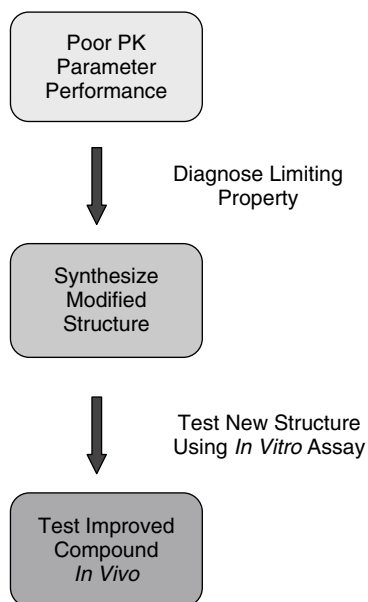 Poor PK
Parameter
Performance
Diagnose Limiting
Property
Synthesize
Modified
Structure
Test New Structure
Using In Vitro Assay
Test Improved
Compound
In Vivo